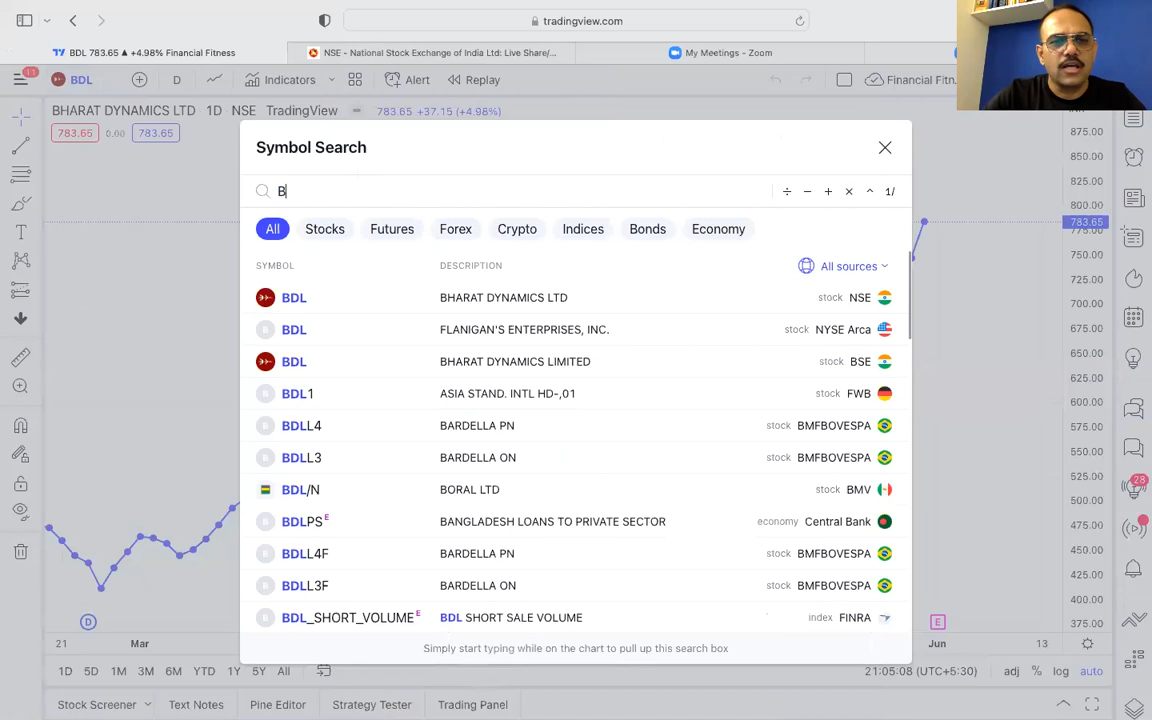 tradingview.com
BDL 783.65 ▲ +4.98% Financial Fitness
NSE - National Stock Exchange of India Ltd: Live Share/...
My Meetings - Zoom
11
BDL
D
Indicators
Alert
Replay
Financial Fitn...
BHARAT DYNAMICS LTD 1D NSE TradingView
783.65 +37.15 (+4.98%)
783.65 0.00 783.65
Symbol Search
B
÷ − + × ^ 1/
All Stocks Futures Forex Crypto Indices Bonds Economy
SYMBOL DESCRIPTION All sources
BDL BHARAT DYNAMICS LTD stock NSE
BDL FLANIGAN'S ENTERPRISES, INC. stock NYSE Arca
BDL BHARAT DYNAMICS LIMITED stock BSE
BDL1 ASIA STAND. INTL HD-,01 stock FWB
BDLL4 BARDELLA PN stock BMFBOVESPA
BDLL3 BARDELLA ON stock BMFBOVESPA
BDL/N BORAL LTD stock BMV
BDLPS E BANGLADESH LOANS TO PRIVATE SECTOR economy Central Bank
BDLL4F BARDELLA PN stock BMFBOVESPA
BDLL3F BARDELLA ON stock BMFBOVESPA
BDL_SHORT_VOLUME E BDL SHORT SALE VOLUME index FINRA
Simply start typing while on the chart to pull up this search box
875.00
850.00
825.00
800.00
783.65
775.00
750.00
725.00
700.00
675.00
650.00
625.00
600.00
575.00
550.00
525.00
500.00
475.00
450.00
425.00
400.00
375.00
28
D
E
21 Mar Jun 13
1D 5D 1M 3M 6M YTD 1Y 5Y All
21:05:08 (UTC+5:30) adj % log auto
Stock Screener Text Notes Pine Editor Strategy Tester Trading Panel